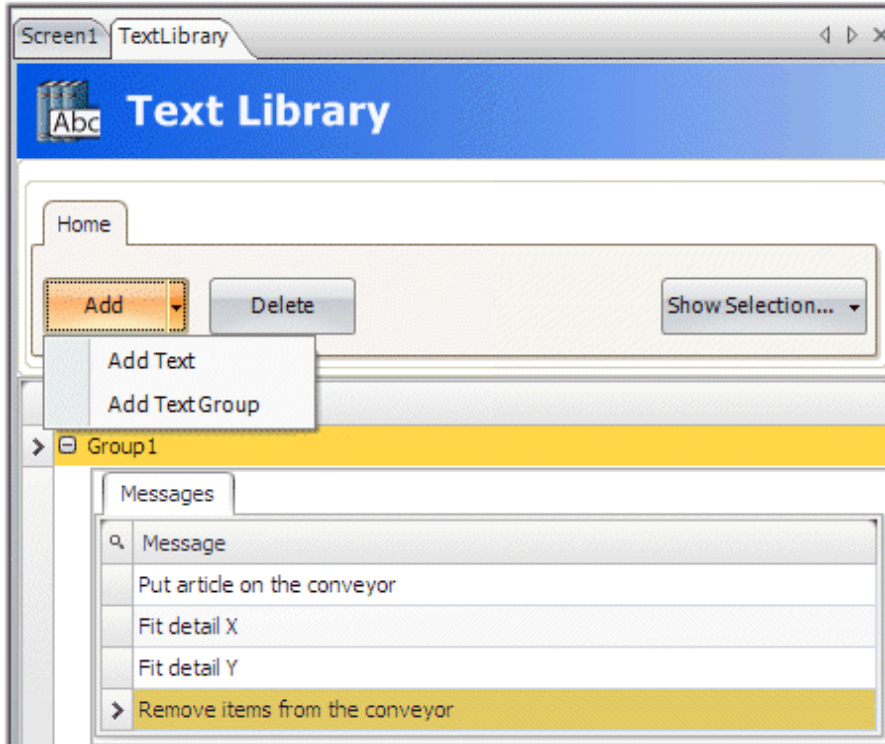 Screen1 TextLibrary
Abc
Text Library
Home
Add Delete Show Selection...
Add Text
Add Text Group
Group1
Messages
Message
Put article on the conveyor
Fit detail X
Fit detail Y
Remove items from the conveyor